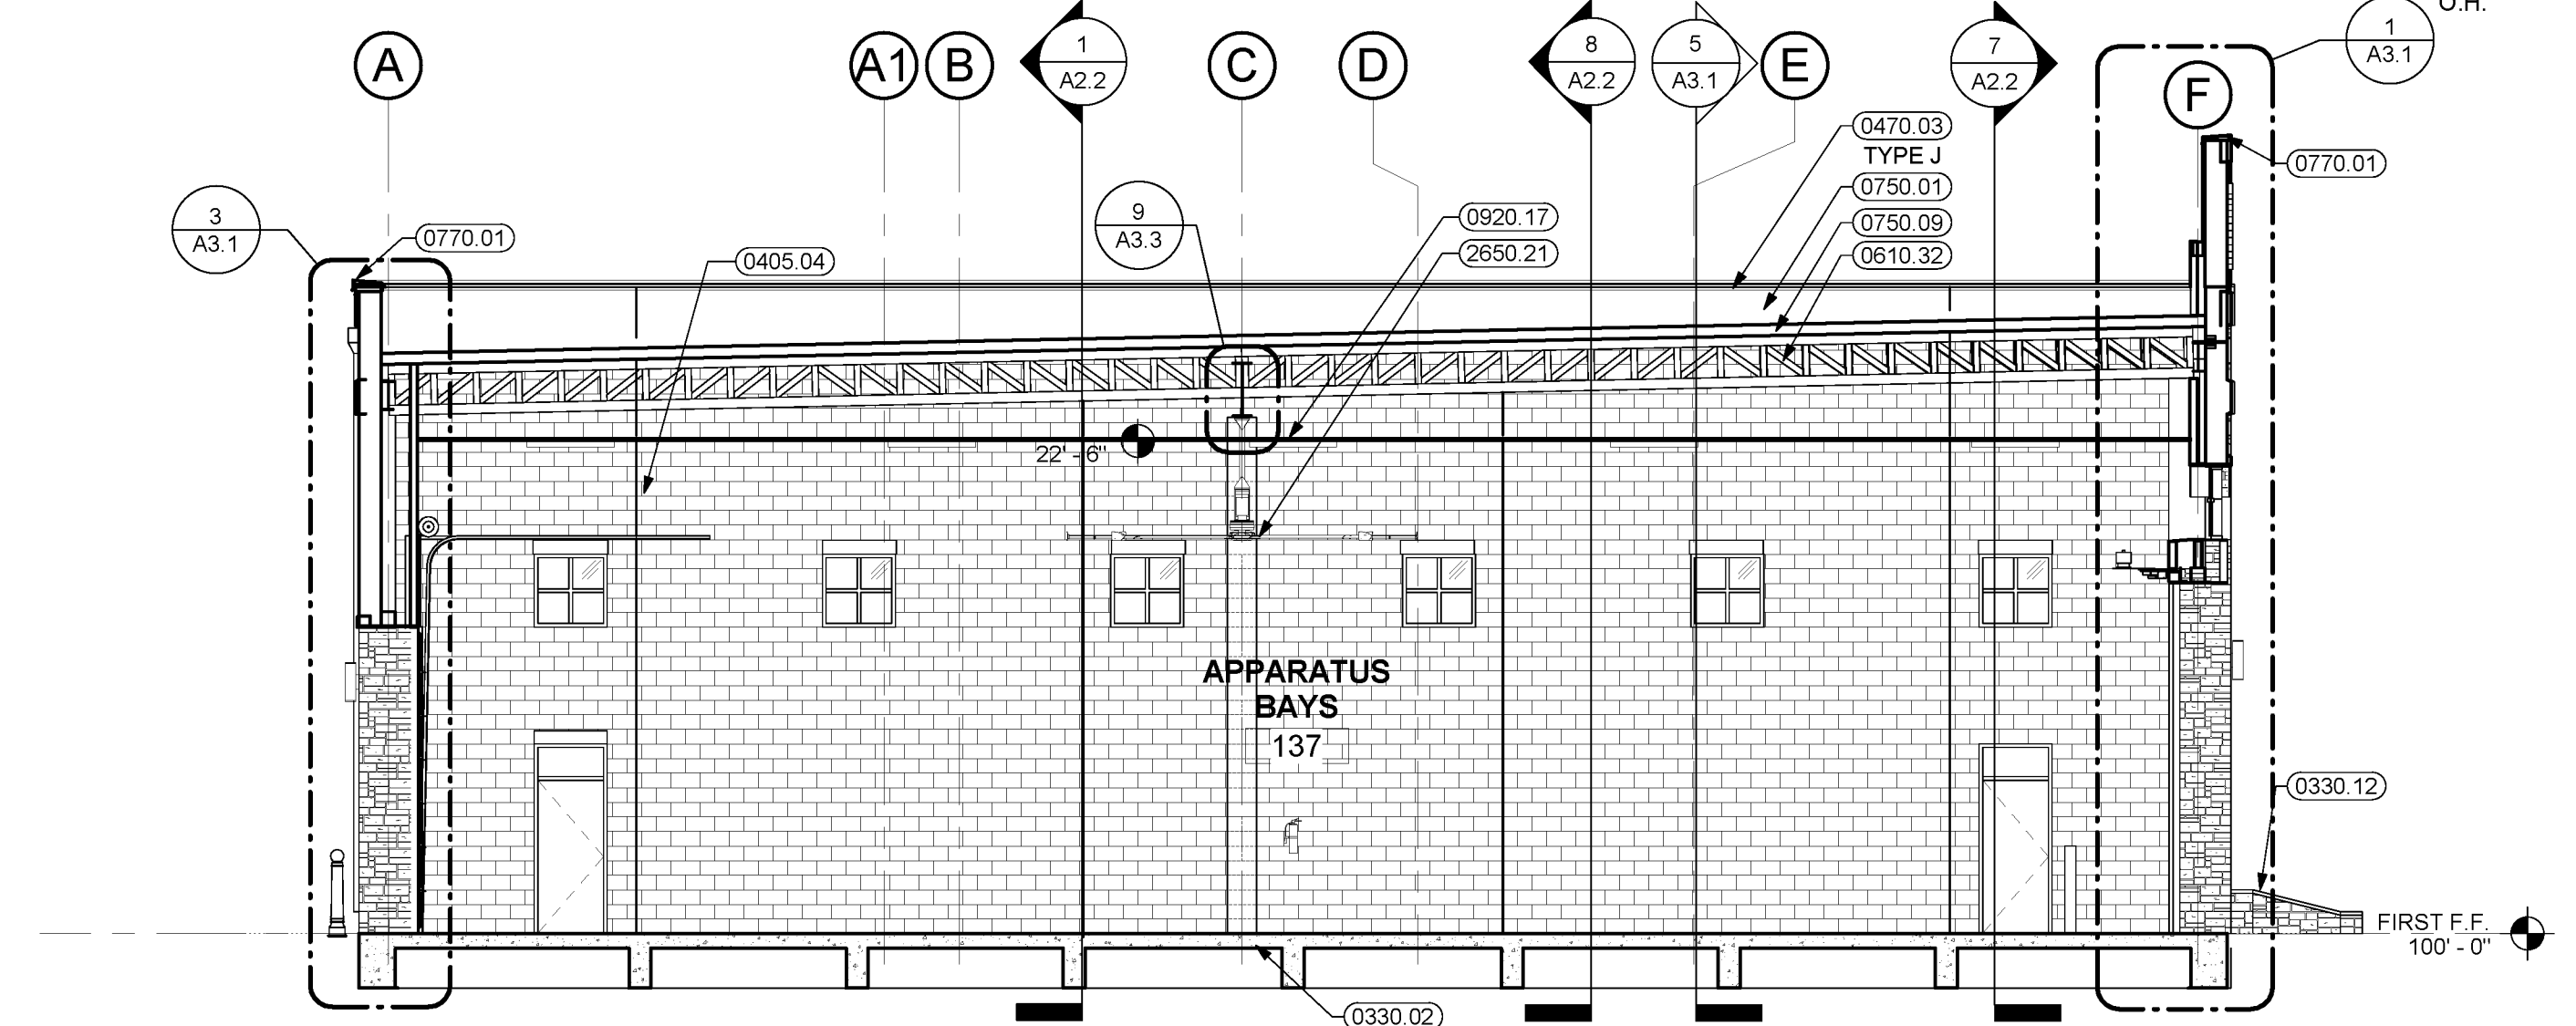 O.H.
1
A3.1
A
A1
B
1
A2.2
C
D
8
A2.2
5
A3.1
E
7
A2.2
F
0470.03
TYPE J
0750.01
0750.09
0610.32
0770.01
3
A3.1
0770.01
0405.04
9
A3.3
0920.17
2650.21
22' - 6"
APPARATUS
BAYS
137
0330.12
FIRST F.F.
100' - 0"
0330.02